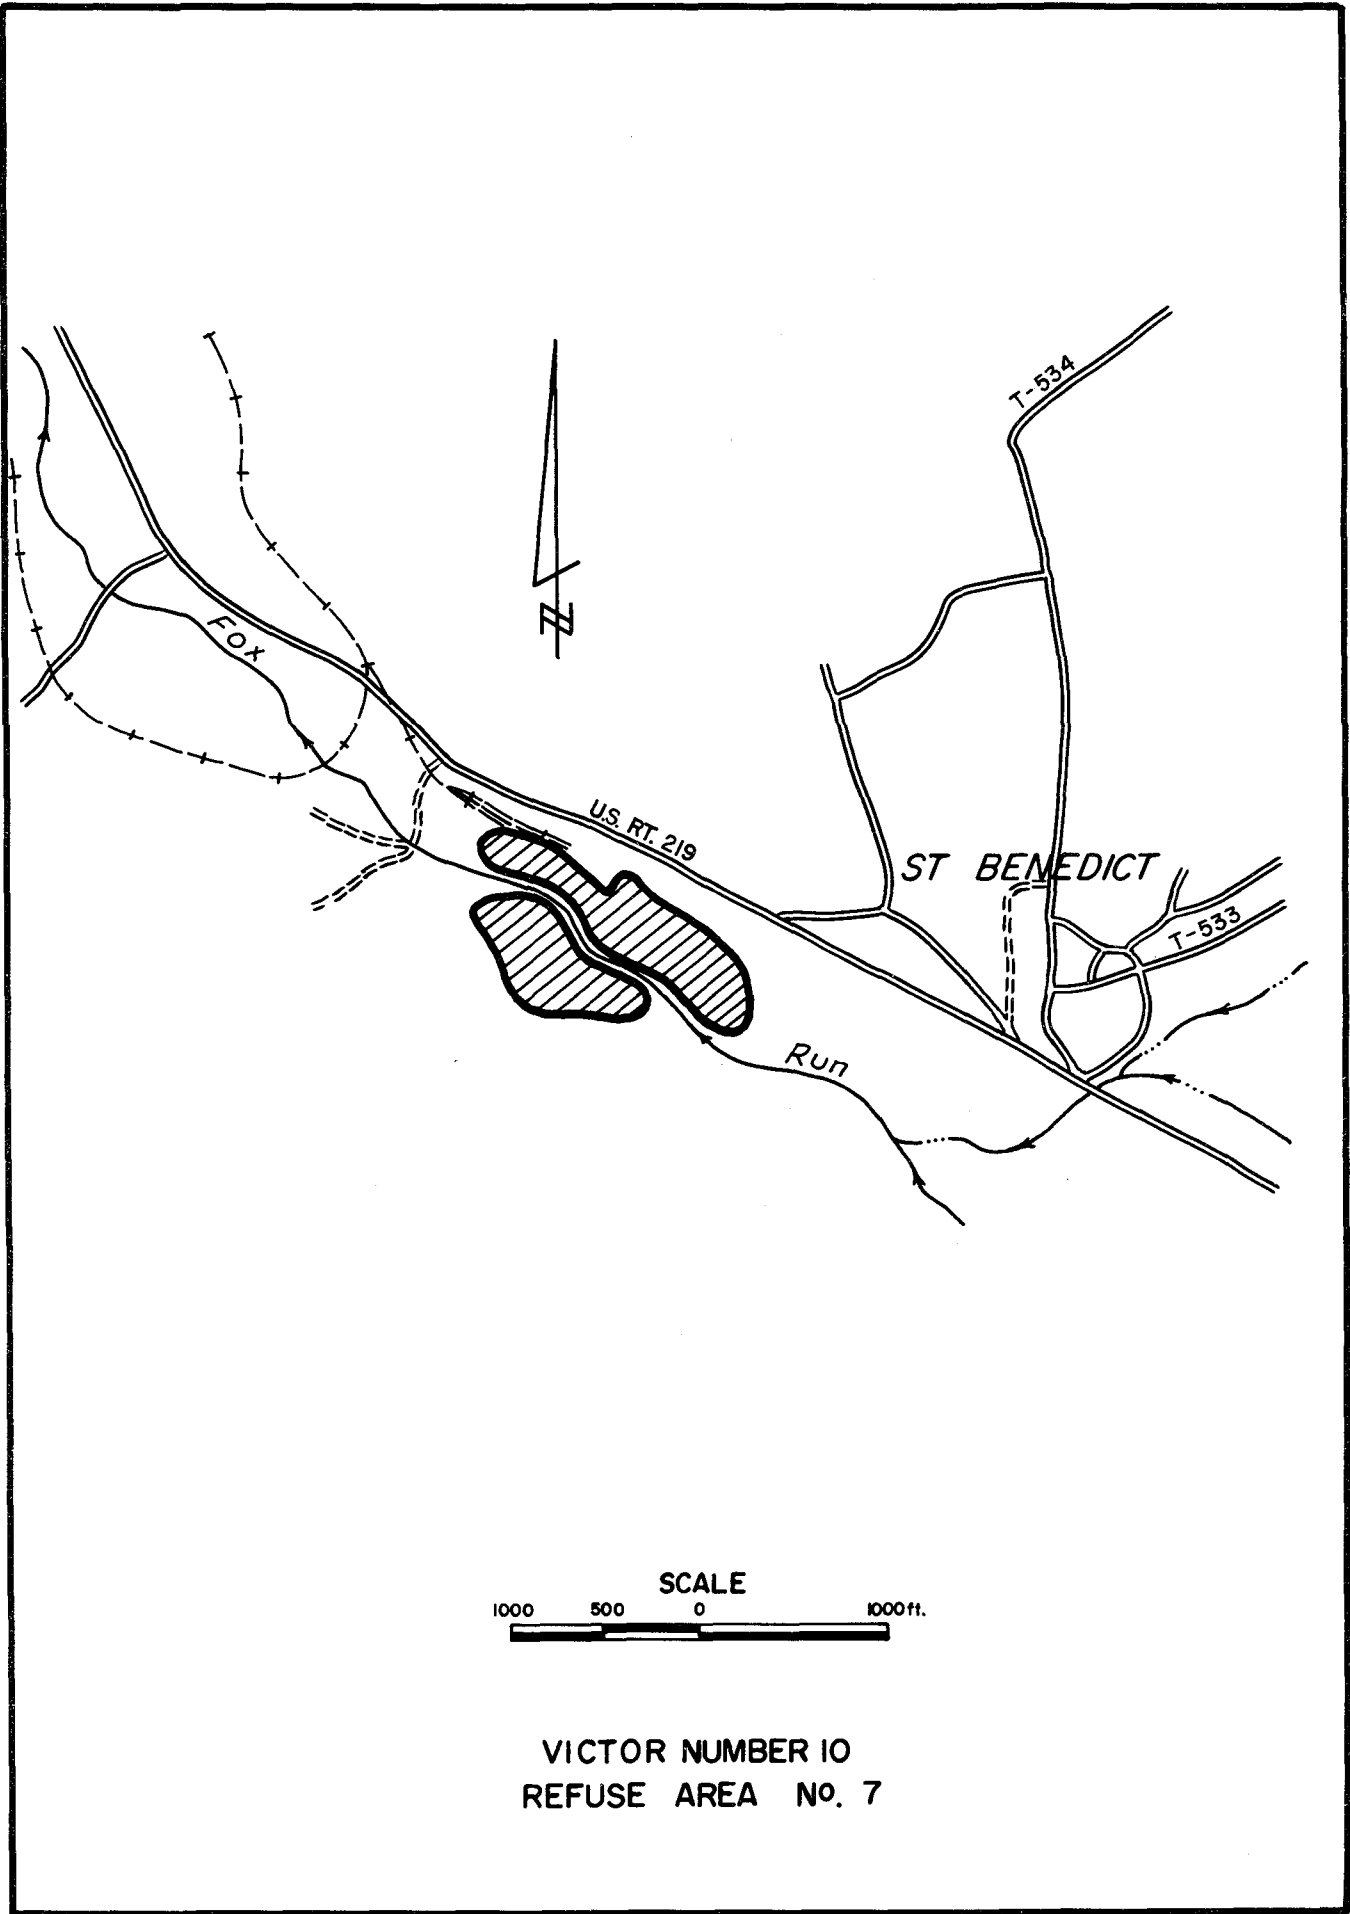 T-534
FOX
N
U.S. RT. 219
ST BENEDICT
T-533
Run
SCALE
1000 500 0 1000 ft.
VICTOR NUMBER 10
REFUSE AREA No. 7